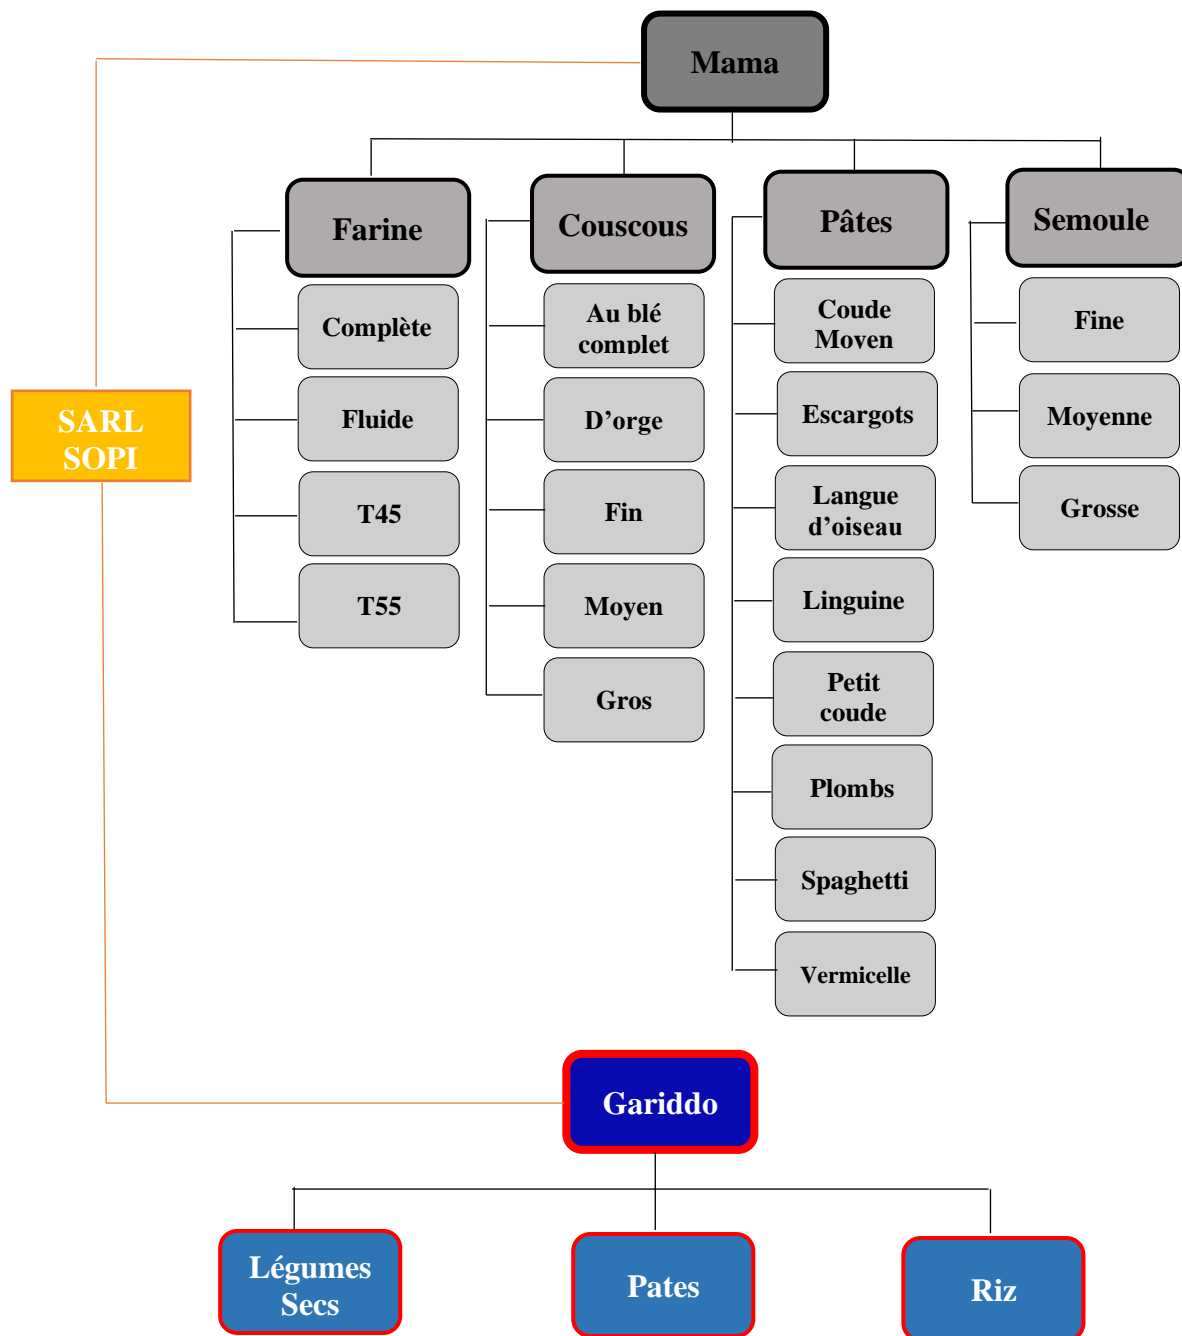 Mama
Farine
Complète
Fluide
T45
T55
Couscous
Au blé
complet
D’orge
Fin
Moyen
Gros
Pâtes
Coude
Moyen
Escargots
Langue
d’oiseau
Linguine
Petit
coude
Plombs
Spaghetti
Vermicelle
Semoule
Fine
Moyenne
Grosse
SARL
SOPI
Gariddo
Légumes
Secs
Pates
Riz